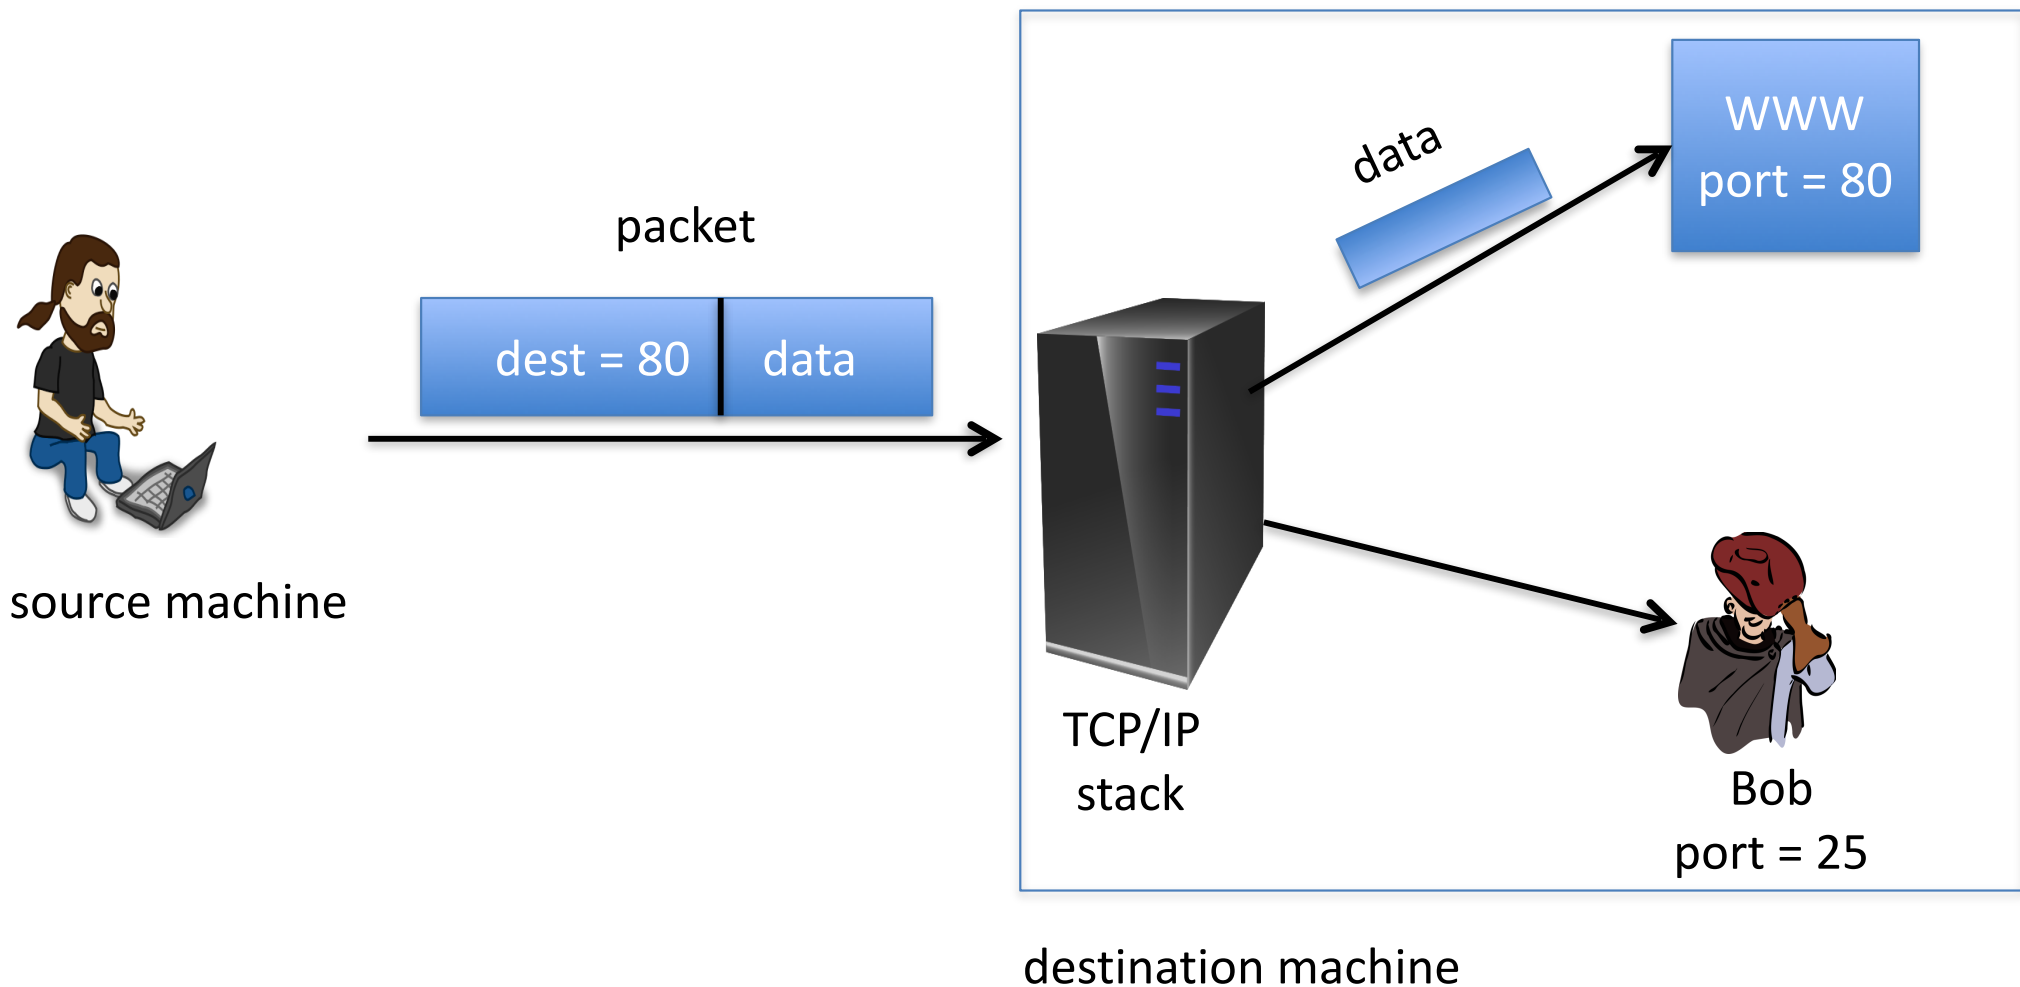 packet
dest = 80
data
source machine
data
WWW
port = 80
TCP/IP
stack
Bob
port = 25
destination machine